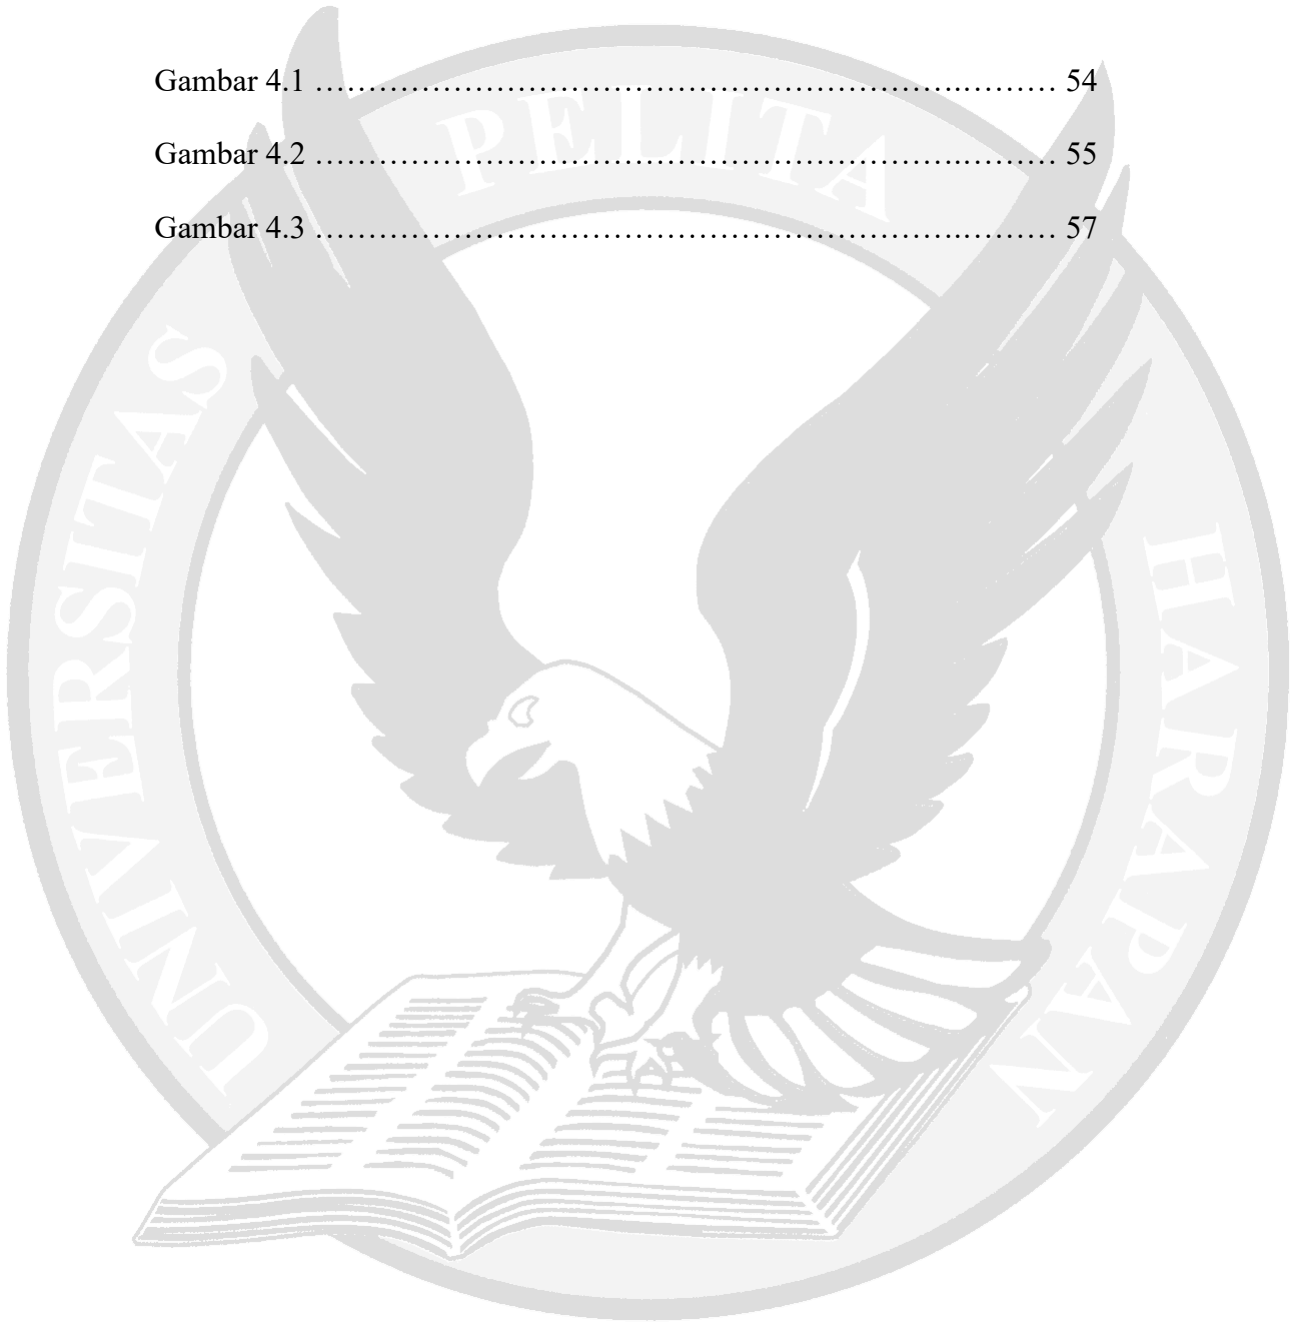 Gambar 4.1 ………………………………………………………………..……… 54
Gambar 4.2 ………………………………………………………………..……… 55
Gambar 4.3 ………………………………………………………………..……… 57
UNIVERSITAS PELITA HARAPAN